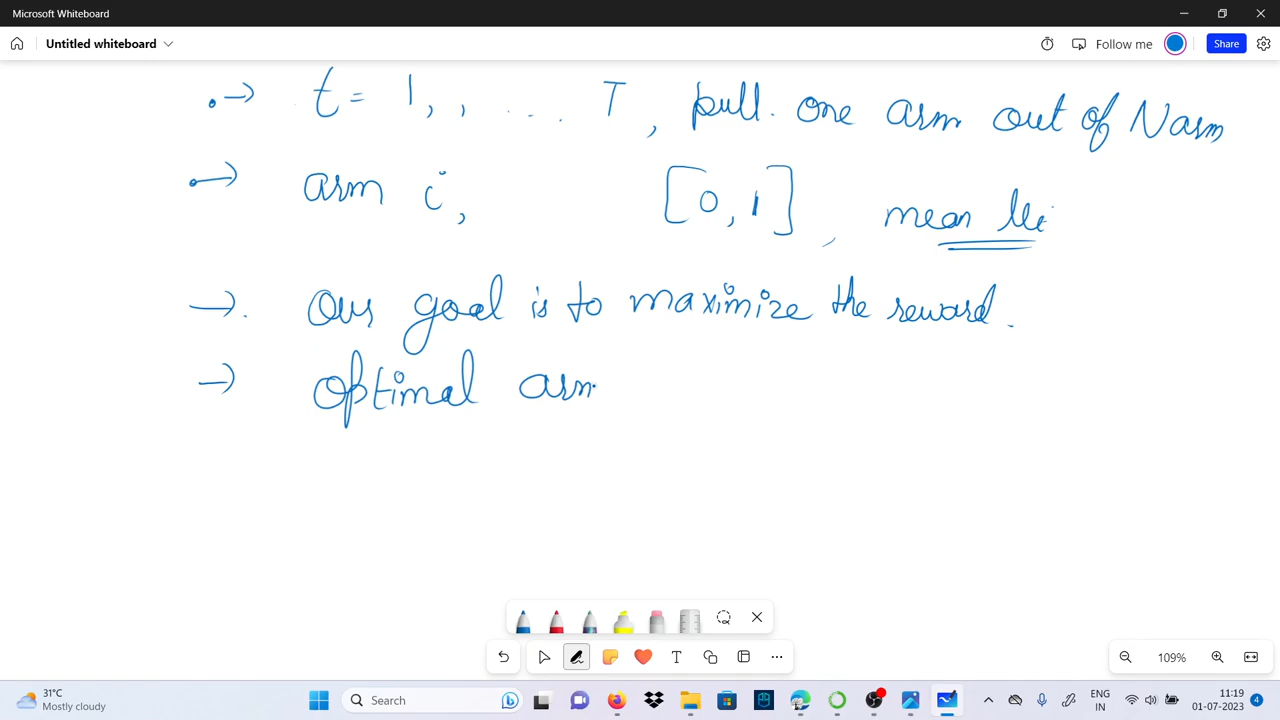 Microsoft Whiteboard
Untitled whiteboard
Follow me
Share
→ t = 1, , .... T, pull. one arm out of N arm
→ arm i, [0, 1], mean μi
→ Our goal is to maximize the reward.
→ Optimal arm
109%
31°C
Mostly cloudy
Search
ENG
IN
11:19
01-07-2023
4